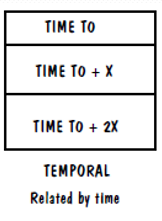 TIME TO
TIME TO + X
TIME TO + 2X
TEMPORAL
Related by time